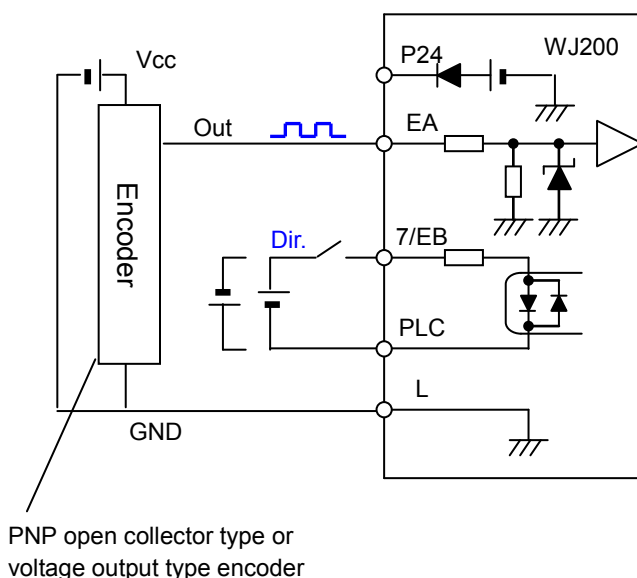 WJ200
P24
Vcc
Out
EA
Encoder
Dir.
7/EB
PLC
L
GND
PNP open collector type or
voltage output type encoder